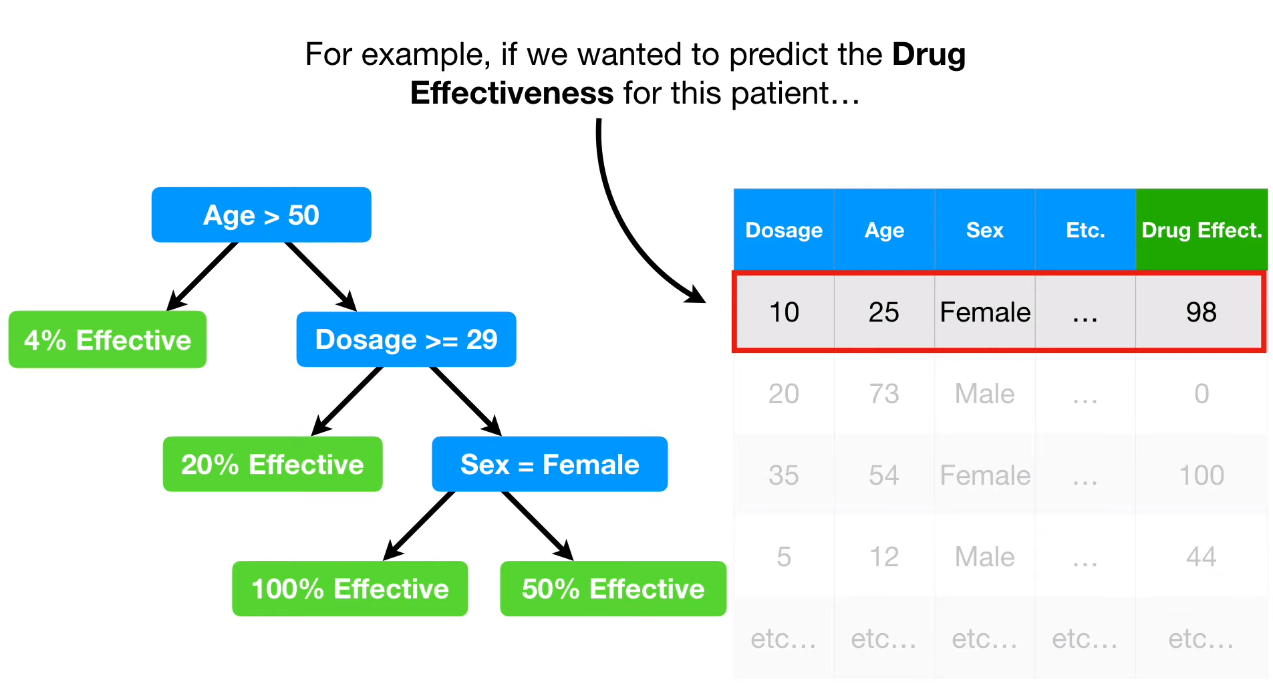 For example, if we wanted to predict the Drug
Effectiveness for this patient…
Age > 50
4% Effective
Dosage >= 29
20% Effective
Sex = Female
100% Effective
50% Effective
Dosage Age Sex Etc. Drug Effect.
10 25 Female … 98
20 73 Male … 0
35 54 Female … 100
5 12 Male … 44
etc… etc… etc… etc… etc…